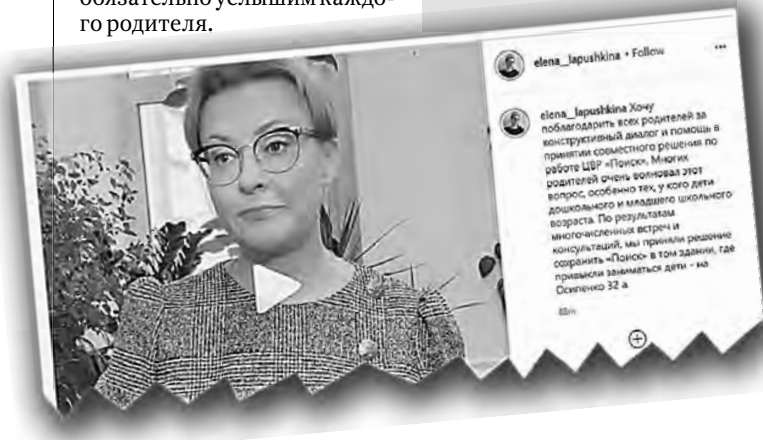 обязательно услышим каждо-
го родителя.
elena_lapushkina • Follow
•••
elena_lapushkina Хочу
поблагодарить всех родителей за
конструктивный диалог и помощь в
принятии совместного решения по
работе ЦВР «Поиск». Многих
родителей очень волновал этот
вопрос, особенно тех, у кого дети
дошкольного и младшего школьного
возраста. По результатам
многочисленных встреч и
консультаций, мы приняли решение
сохранить «Поиск» в том здании, где
привыкли заниматься дети - на
Осипенко 32 а.